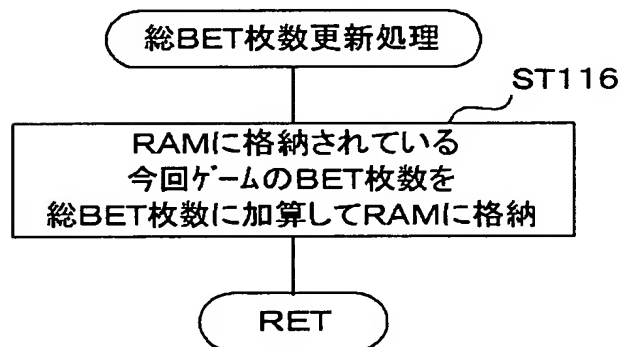 総BET枚数更新処理
ST116
RAMに格納されている
今回ゲームのBET枚数を
総BET枚数に加算してRAMに格納
RET